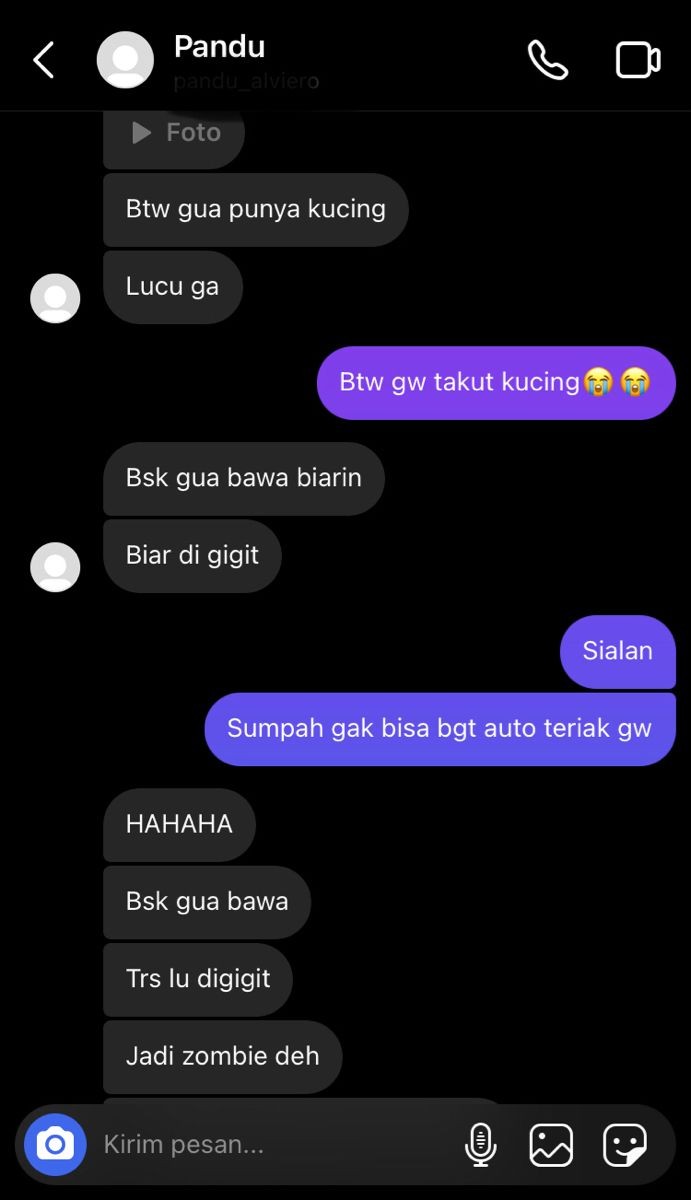 Pandu
pandu_alviero
Foto
Btw gua punya kucing
Lucu ga
Btw gw takut kucing😭😭
Bsk gua bawa biarin
Biar di gigit
Sialan
Sumpah gak bisa bgt auto teriak gw
HAHAHA
Bsk gua bawa
Trs lu digigit
Jadi zombie deh
Kirim pesan...